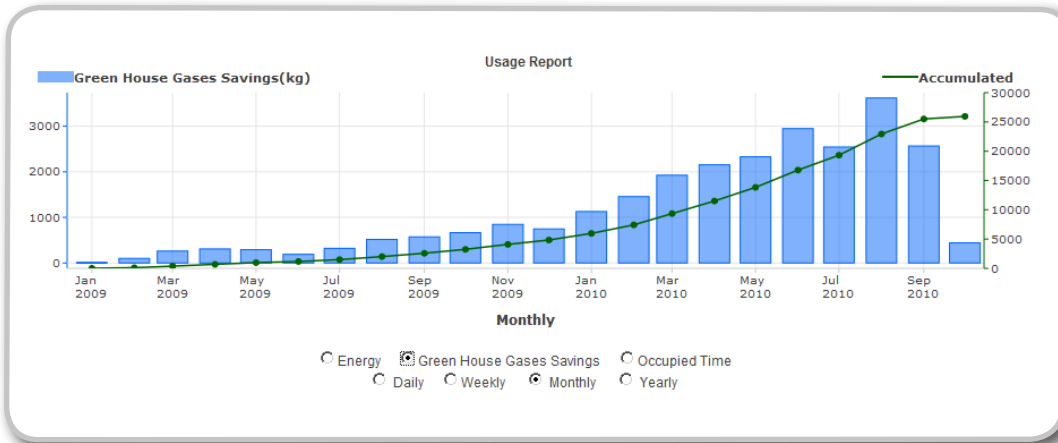 Usage Report
Green House Gases Savings(kg) Accumulated
30000
3000 25000
20000
2000 15000
1000 10000
5000
0 0
Jan Mar May Jul Sep Nov Jan Mar May Jul Sep
2009 2009 2009 2009 2009 2009 2010 2010 2010 2010 2010
Monthly
Energy Green House Gases Savings Occupied Time
Daily Weekly Monthly Yearly